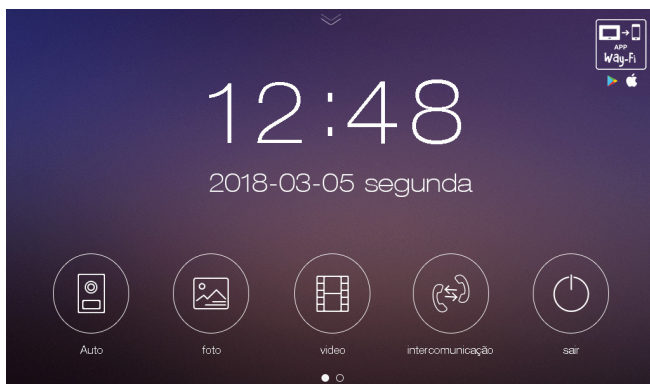 APP
Way-Fi
12:48
2018-03-05 segunda
Auto
foto
video
intercomunicação
sair